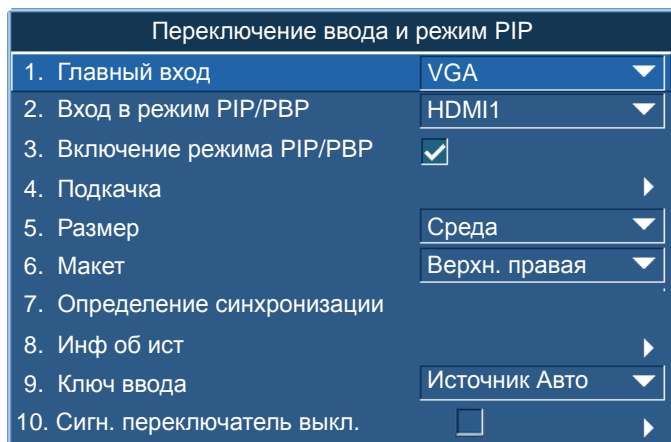 Переключение ввода и режим PIP
1. Главный вход VGA
2. Вход в режим PIP/PBP HDMI1
3. Включение режима PIP/PBP
4. Подкачка
5. Размер Среда
6. Макет Верхн. правая
7. Определение синхронизации
8. Инф об ист
9. Ключ ввода Источник Авто
10. Сигн. переключатель выкл.